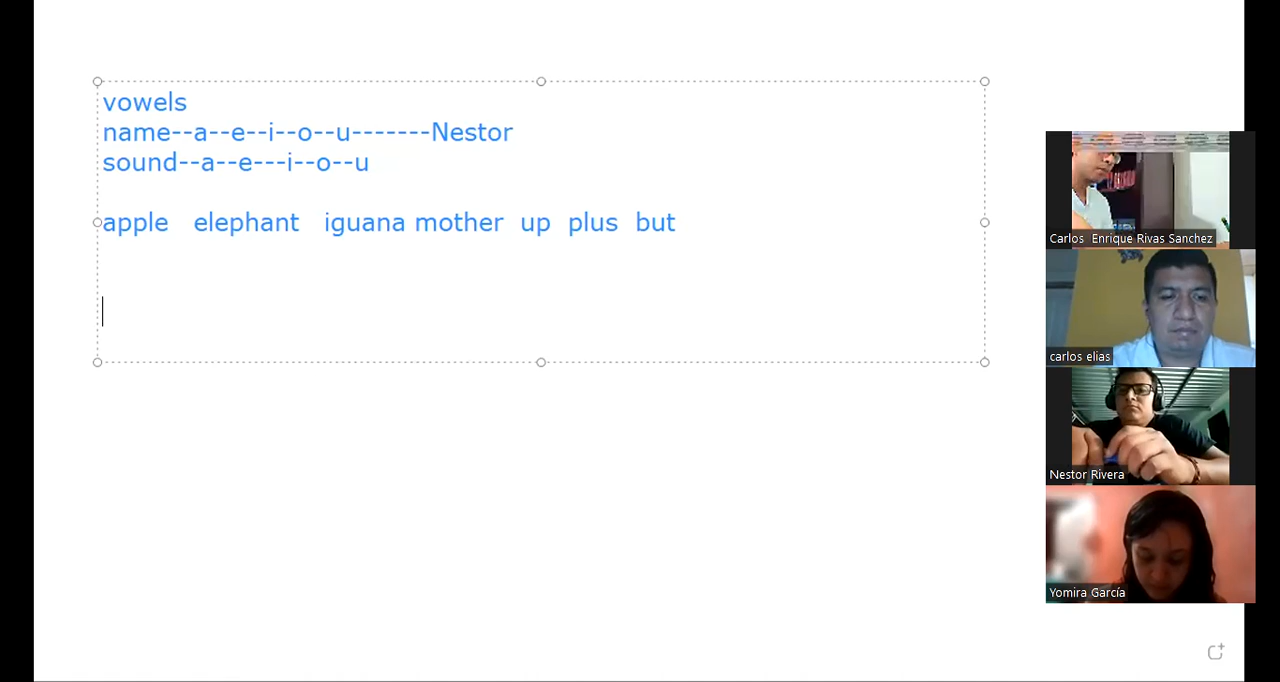 vowels
name--a--e--i--o--u-------Nestor
sound--a--e---i--o--u
apple elephant iguana mother up plus but
Carlos Enrique Rivas Sanchez
carlos elias
Nestor Rivera
Yomira García